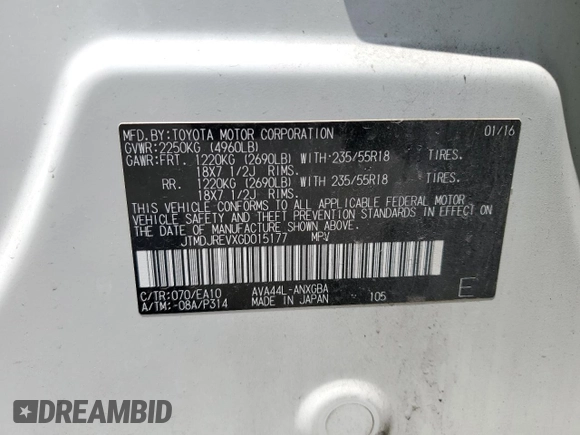 MFD. BY: TOYOTA MOTOR CORPORATION 01/16
GVWR: 2250KG (4960LB)
GAWR: FRT. 1220KG (2690LB) WITH 235/55R18 TIRES.
18X7 1/2J RIMS.
RR. 1220KG (2690LB) WITH 235/55R18 TIRES.
18X7 1/2J RIMS.
THIS VEHICLE CONFORMS TO ALL APPLICABLE FEDERAL MOTOR
VEHICLE SAFETY AND THEFT PREVENTION STANDARDS IN EFFECT ON
THE DATE OF MANUFACTURE SHOWN ABOVE.
JTMDJREVXGD015177 MPV
C/TR: 070/EA10 AVA44L-ANXGBA
A/TM: -08A/P314 MADE IN JAPAN 105 E
DREAMBID